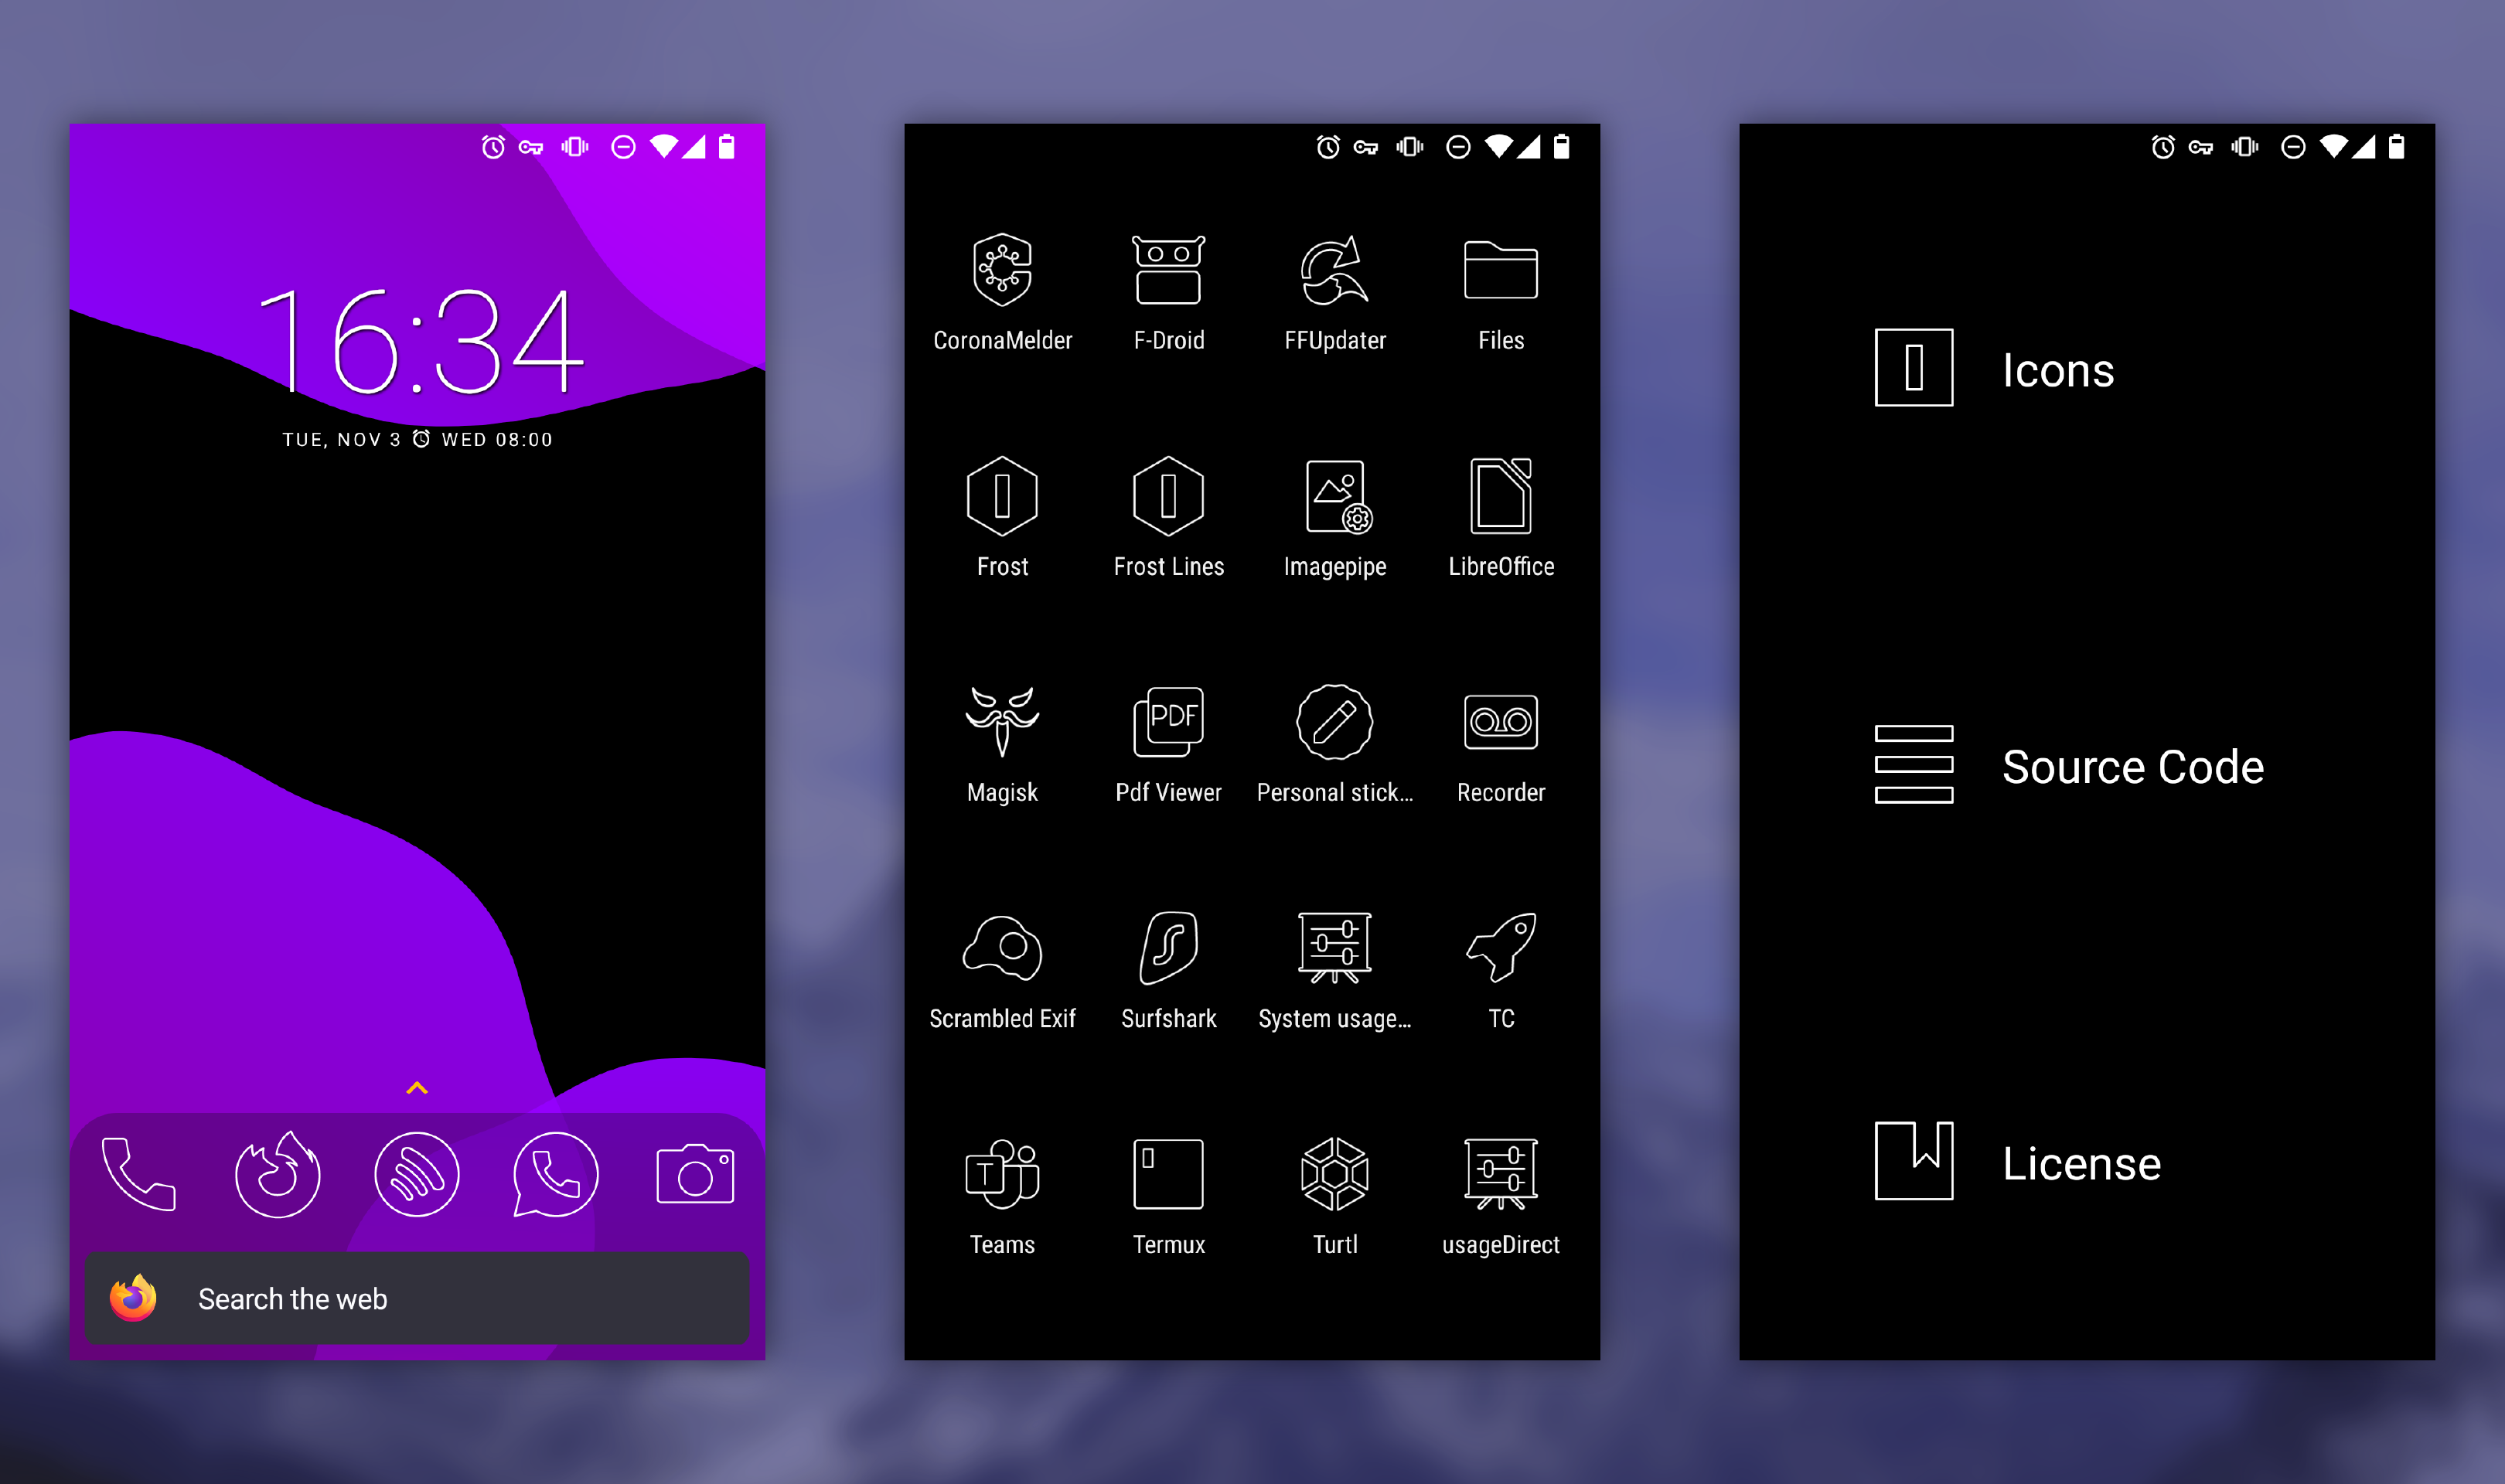 16:34
TUE, NOV 3 WED 08:00
Search the web
CoronaMelder F-Droid FFUpdater Files
Frost Frost Lines Imagepipe LibreOffice
PDF
Magisk Pdf Viewer Personal stick... Recorder
Scrambled Exif Surfshark System usage... TC
T
Teams Termux Turtl usageDirect
Icons
Source Code
License